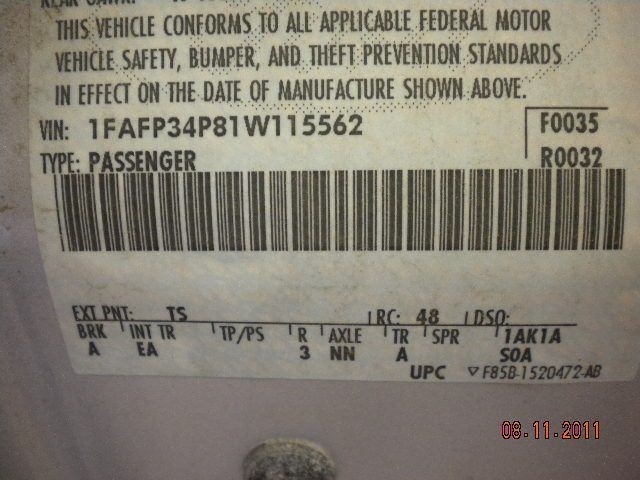 THIS VEHICLE CONFORMS TO ALL APPLICABLE FEDERAL MOTOR
VEHICLE SAFETY, BUMPER, AND THEFT PREVENTION STANDARDS
IN EFFECT ON THE DATE OF MANUFACTURE SHOWN ABOVE.
VIN: 1FAFP34P81W115562 F0035
TYPE: PASSENGER R0032
EXT PNT: TS RC: 48 DSO:
BRK INT TR TP/PS R AXLE TR SPR 1AK1A
A EA 3 NN A SOA
UPC ▽F85B-1520472-AB
08.11.2011